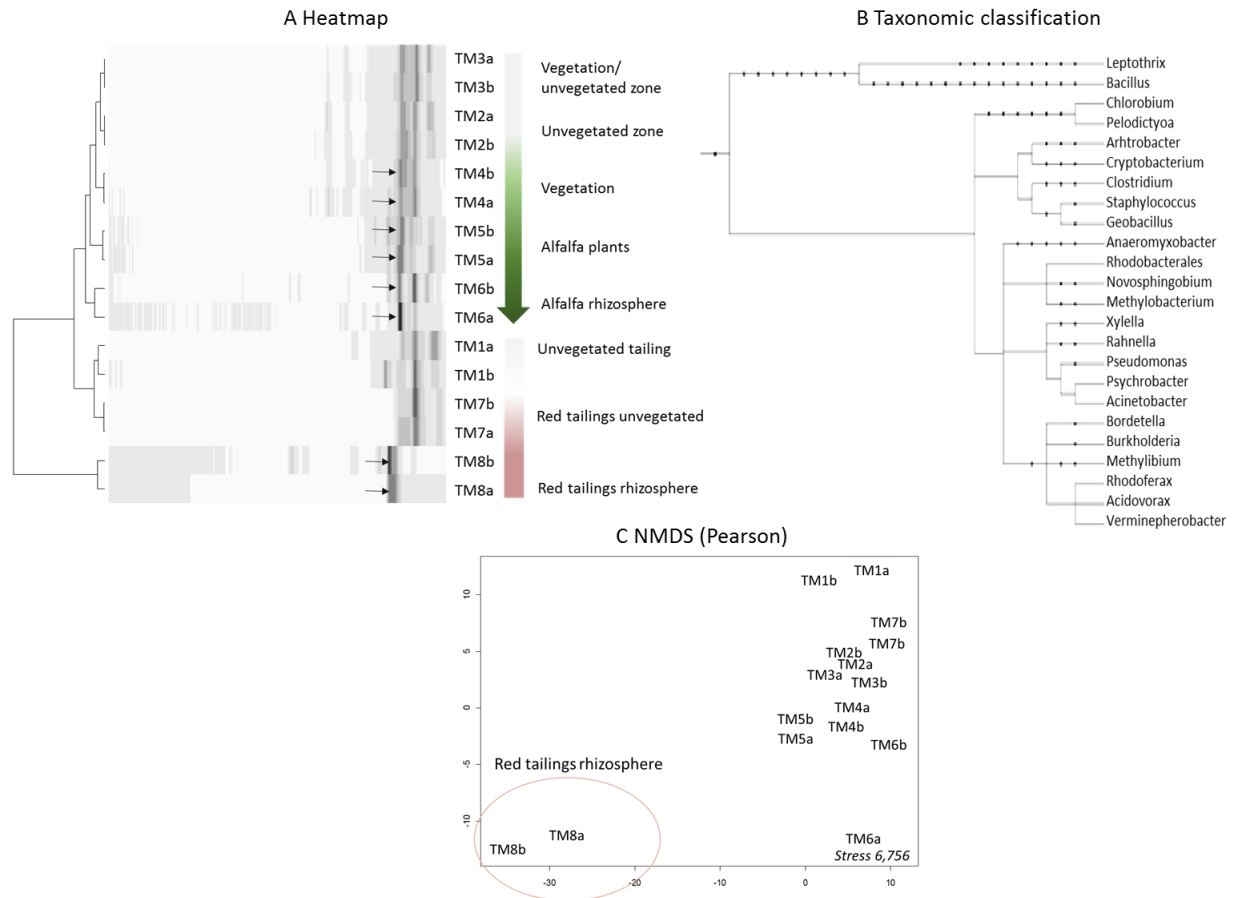 A Heatmap
TM3a
TM3b
TM2a
TM2b
TM4b
TM4a
TM5b
TM5a
TM6b
TM6a
TM1a
TM1b
TM7b
TM7a
TM8b
TM8a
Vegetation/
unvegetated zone
Unvegetated zone
Vegetation
Alfalfa plants
Alfalfa rhizosphere
Unvegetated tailing
Red tailings unvegetated
Red tailings rhizosphere
B Taxonomic classification
Leptothrix
Bacillus
Chlorobium
Pelodictyoa
Arhtrobacter
Cryptobacterium
Clostridium
Staphylococcus
Geobacillus
Anaeromyxobacter
Rhodobacterales
Novosphingobium
Methylobacterium
Xylella
Rahnella
Pseudomonas
Psychrobacter
Acinetobacter
Bordetella
Burkholderia
Methylibium
Rhodoferax
Acidovorax
Verminepherobacter
C NMDS (Pearson)
TM1a
TM1b
TM7b
TM7b
TM2b
TM2a
TM3a
TM3b
TM4a
TM5b
TM4b
TM5a
TM6b
Red tailings rhizosphere
TM8a
TM6a
TM8b
Stress 6,756
10
5
0
-5
-10
-30
-20
-10
0
10